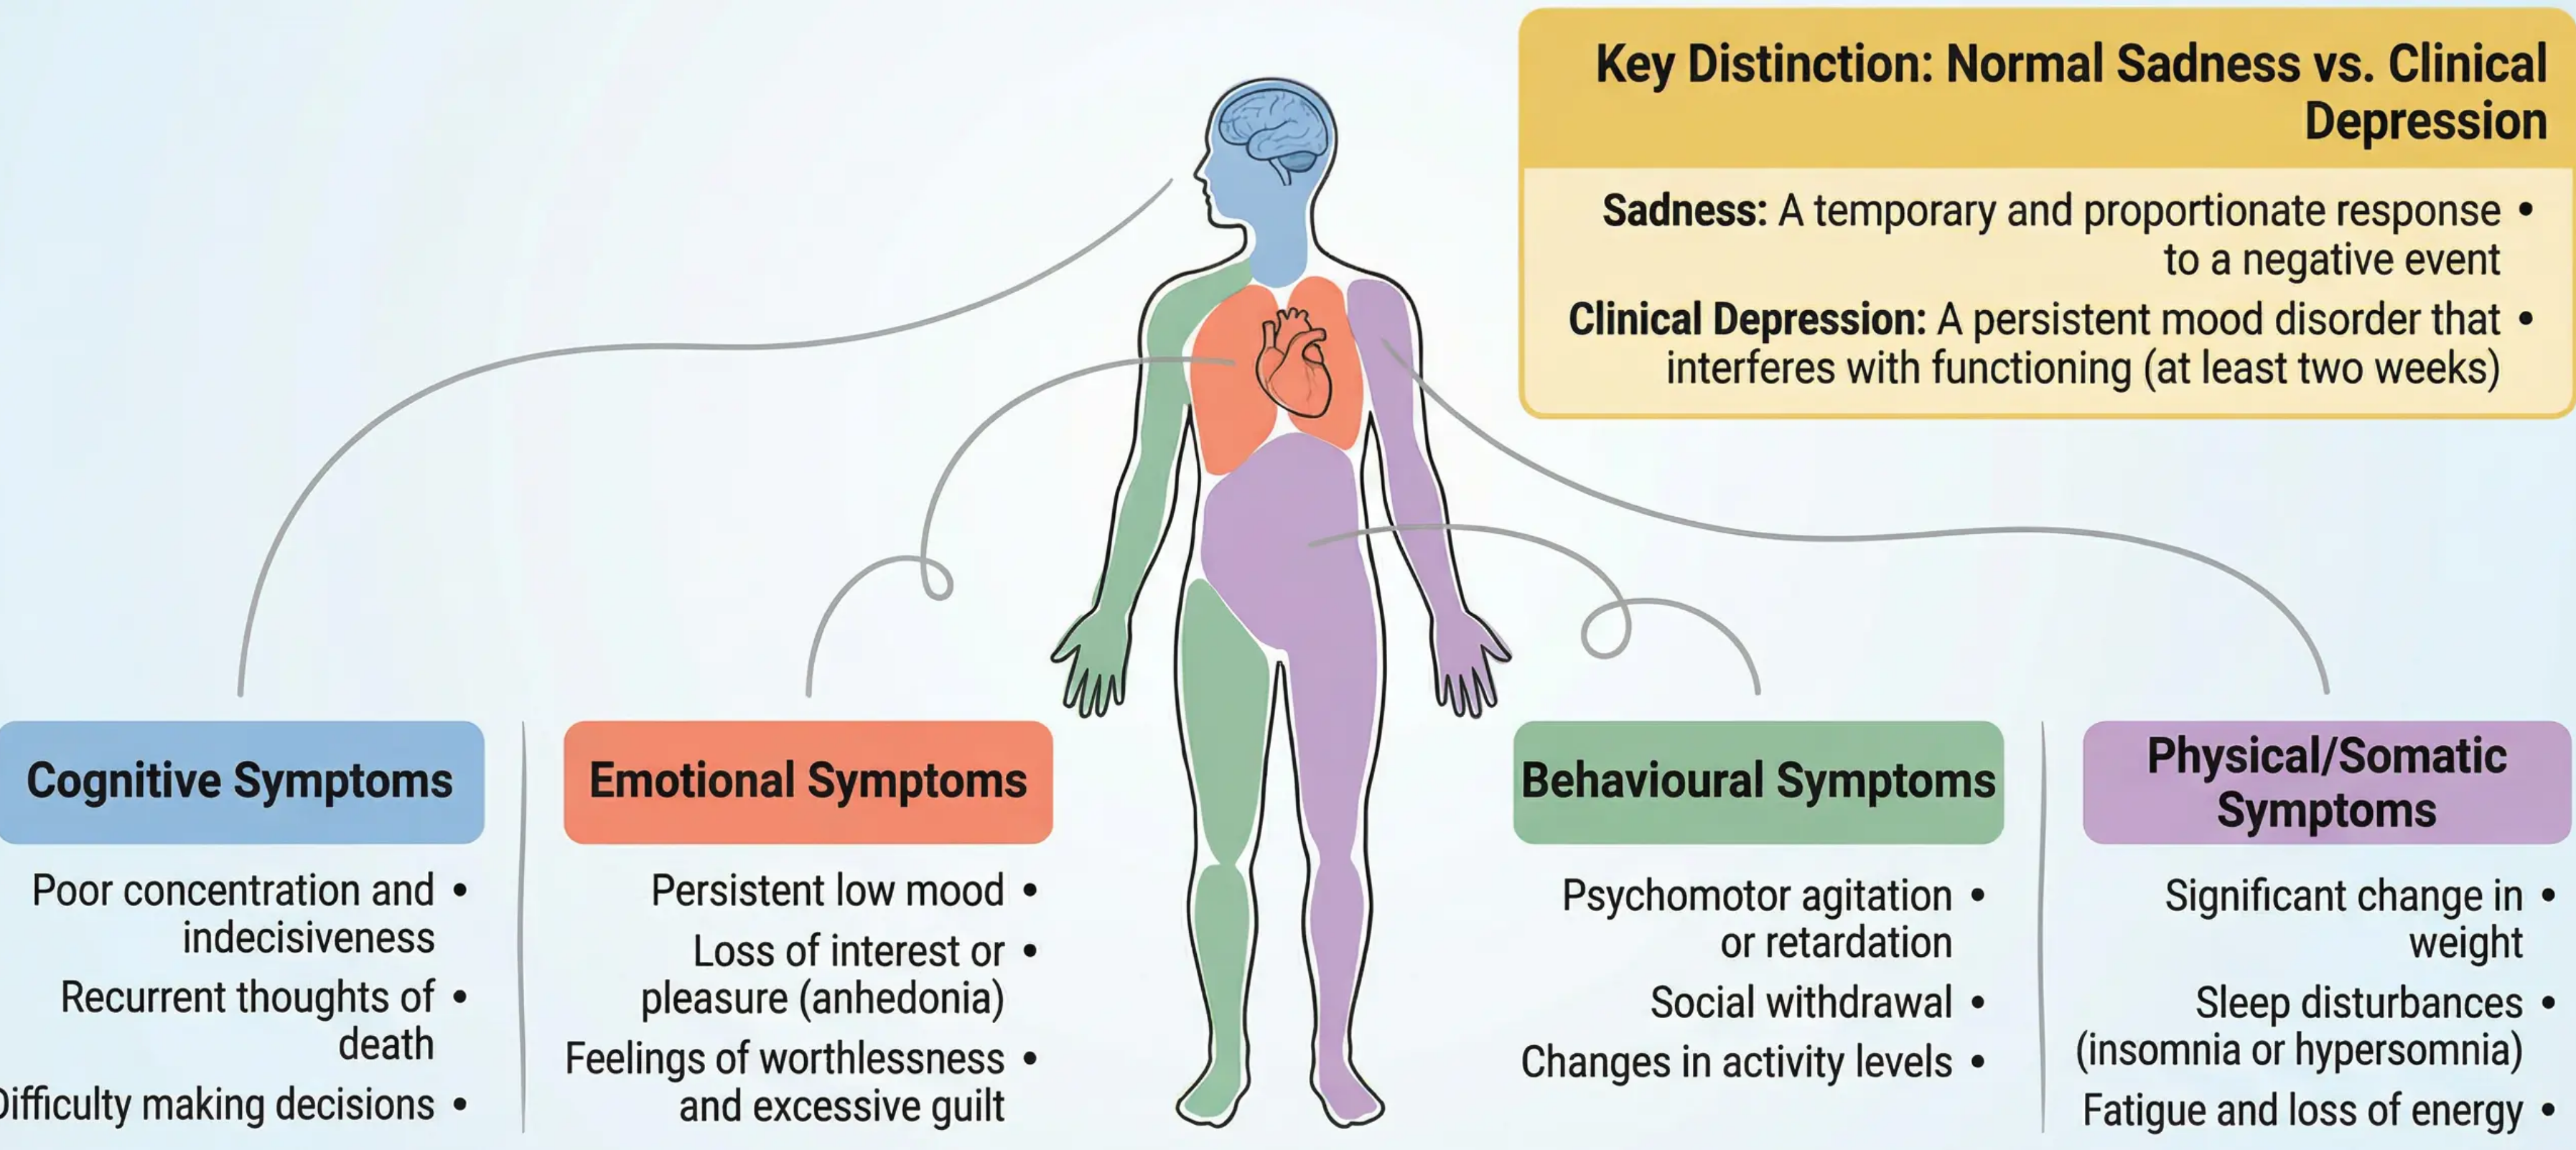 Key Distinction: Normal Sadness vs. Clinical
Depression
Sadness: A temporary and proportionate response •
to a negative event
Clinical Depression: A persistent mood disorder that •
interferes with functioning (at least two weeks)
Cognitive Symptoms
Poor concentration and •
indecisiveness
Recurrent thoughts of •
death
Difficulty making decisions •
Emotional Symptoms
Persistent low mood •
Loss of interest or •
pleasure (anhedonia)
Feelings of worthlessness •
and excessive guilt
Behavioural Symptoms
Psychomotor agitation •
or retardation
Social withdrawal •
Changes in activity levels •
Physical/Somatic
Symptoms
Significant change in •
weight
Sleep disturbances •
(insomnia or hypersomnia)
Fatigue and loss of energy •